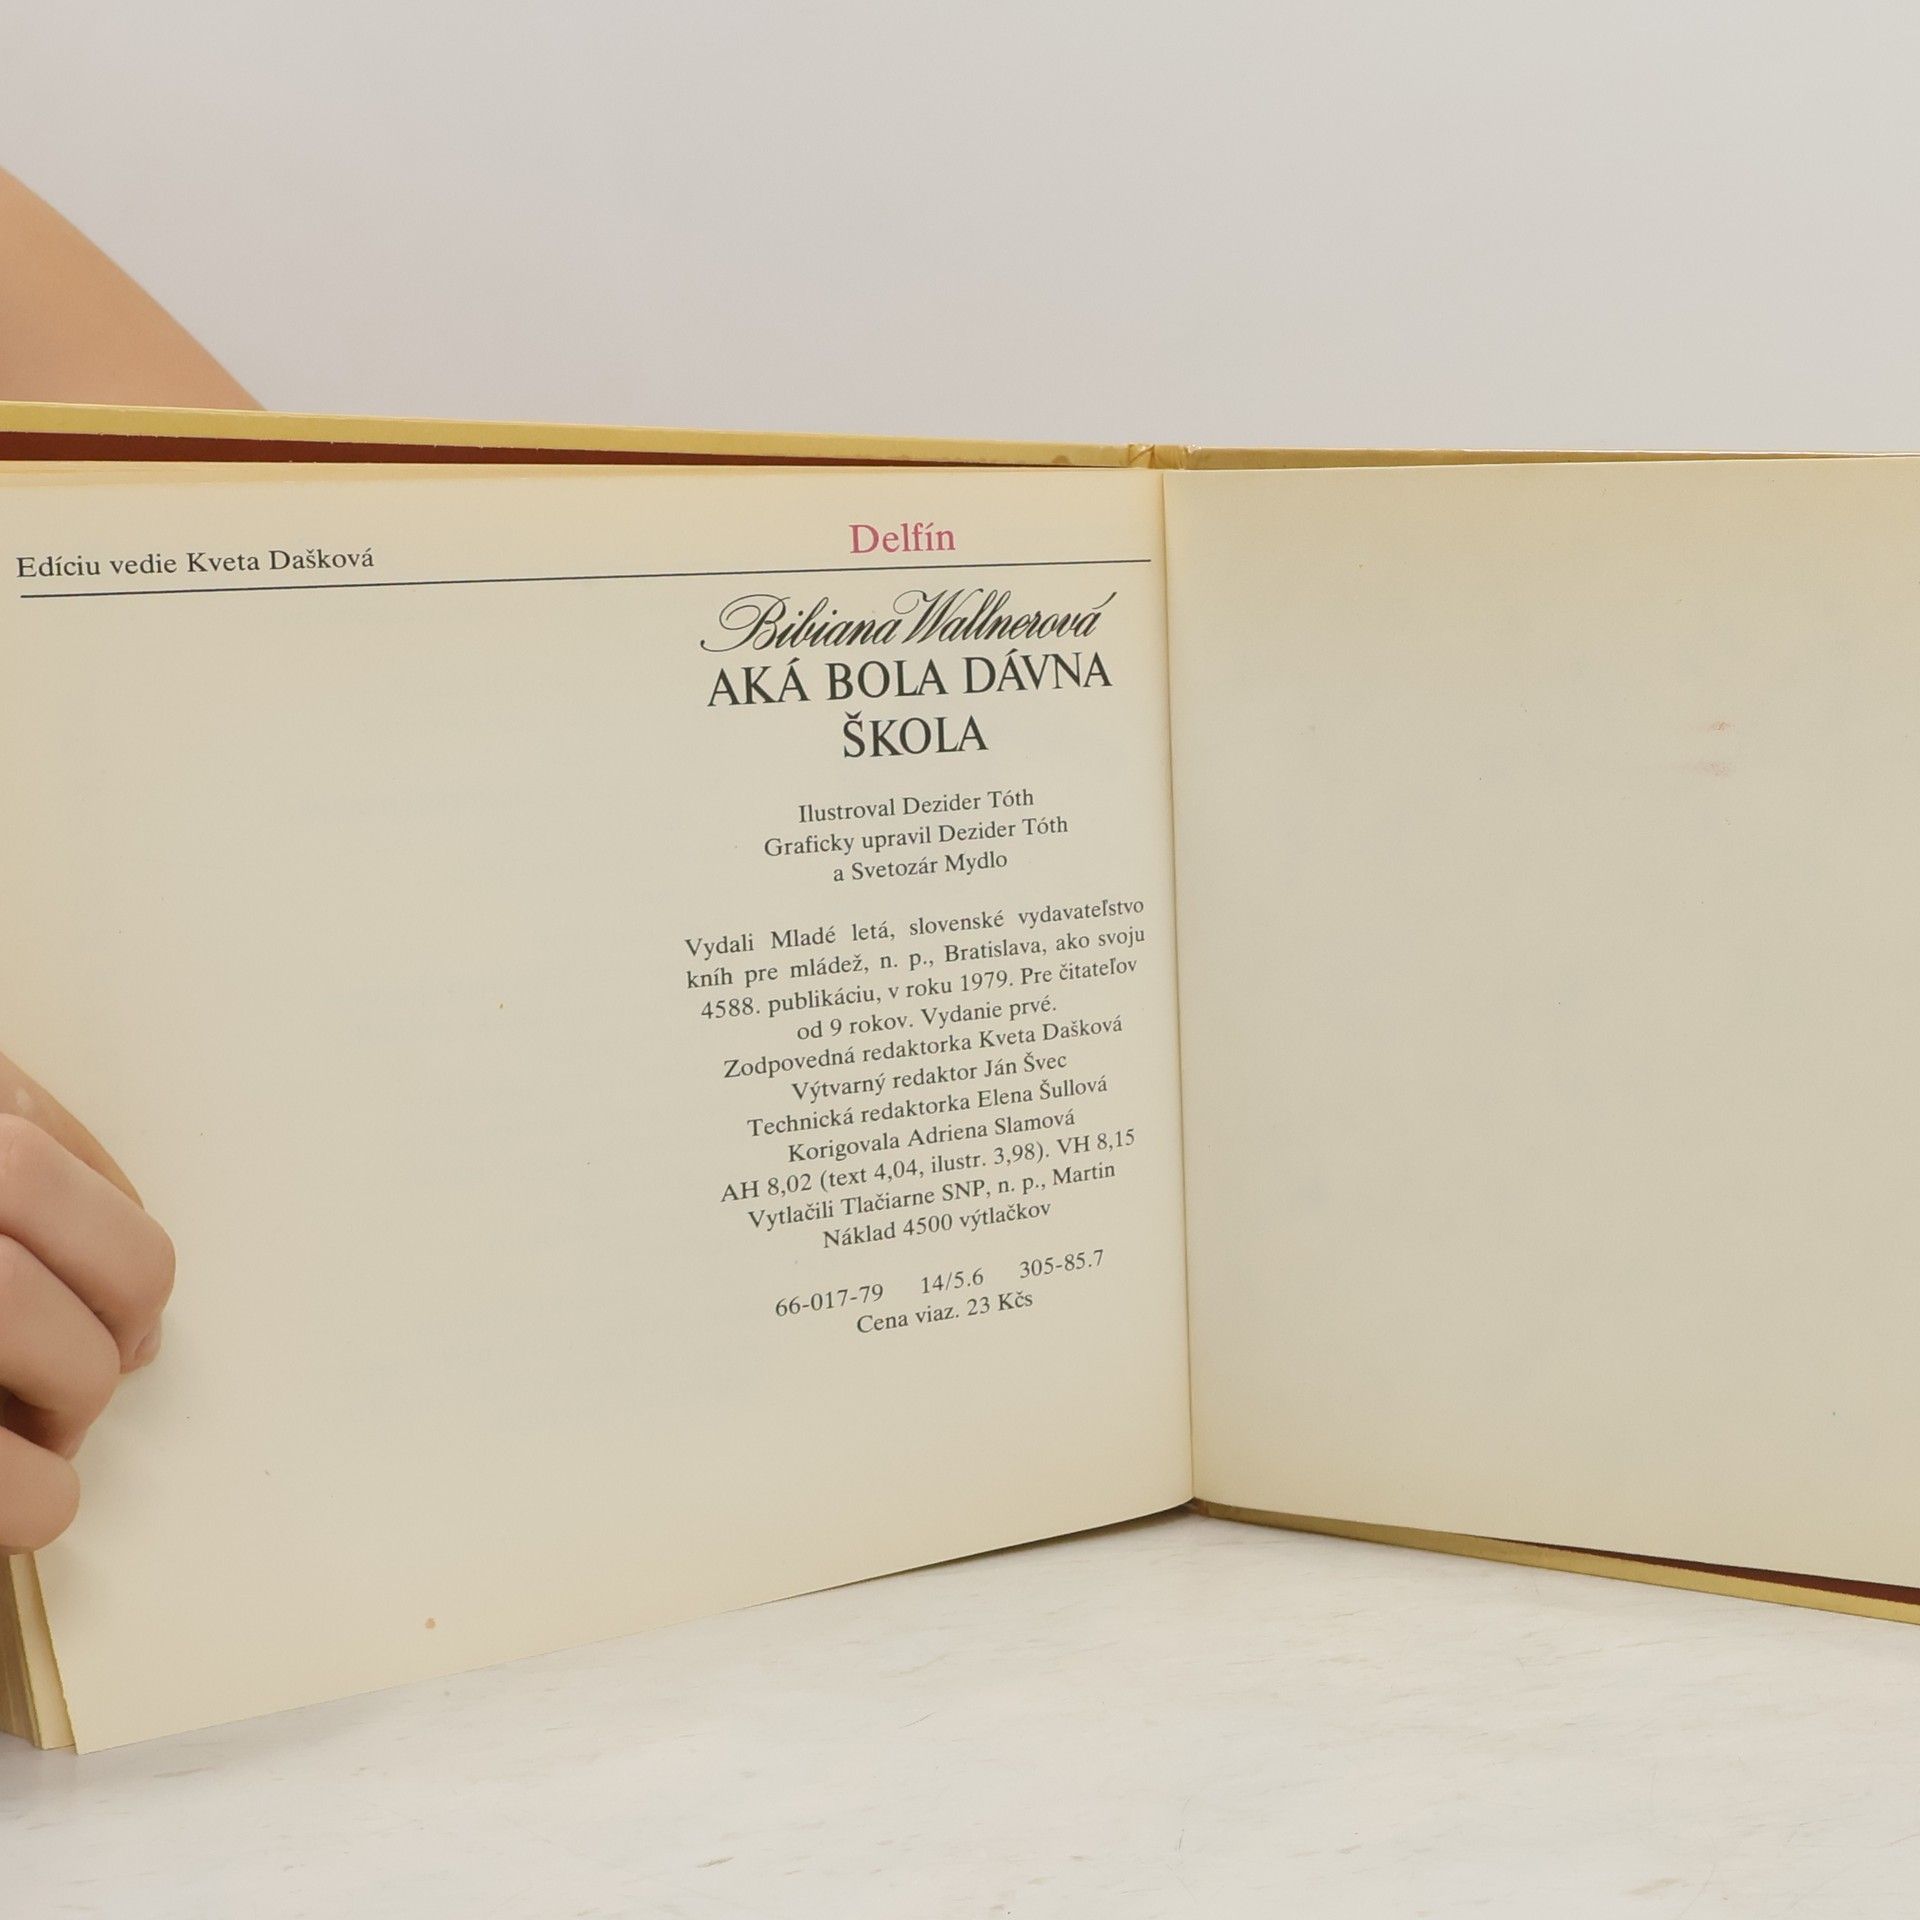 Edíciu vedie Kveta Dašková
Delfín
Bibiana Wallnerová
AKÁ BOLA DÁVNA
ŠKOLA
Ilustroval Dezider Tóth
Graficky upravil Dezider Tóth
a Svetozár Mydlo
Vydali Mladé letá, slovenské vydavateľstvo
kníh pre mládež, n. p., Bratislava, ako svoju
4588. publikáciu, v roku 1979. Pre čitateľov
od 9 rokov. Vydanie prvé.
Zodpovedná redaktorka Kveta Dašková
Výtvarný redaktor Ján Švec
Technická redaktorka Elena Šullová
Korigovala Adriena Slamová
AH 8,02 (text 4,04, ilustr. 3,98). VH 8,15
Vytlačili Tlačiarne SNP, n. p., Martin
Náklad 4500 výtlačkov
66-017-79 14/5.6 305-85.7
Cena viaz. 23 Kčs